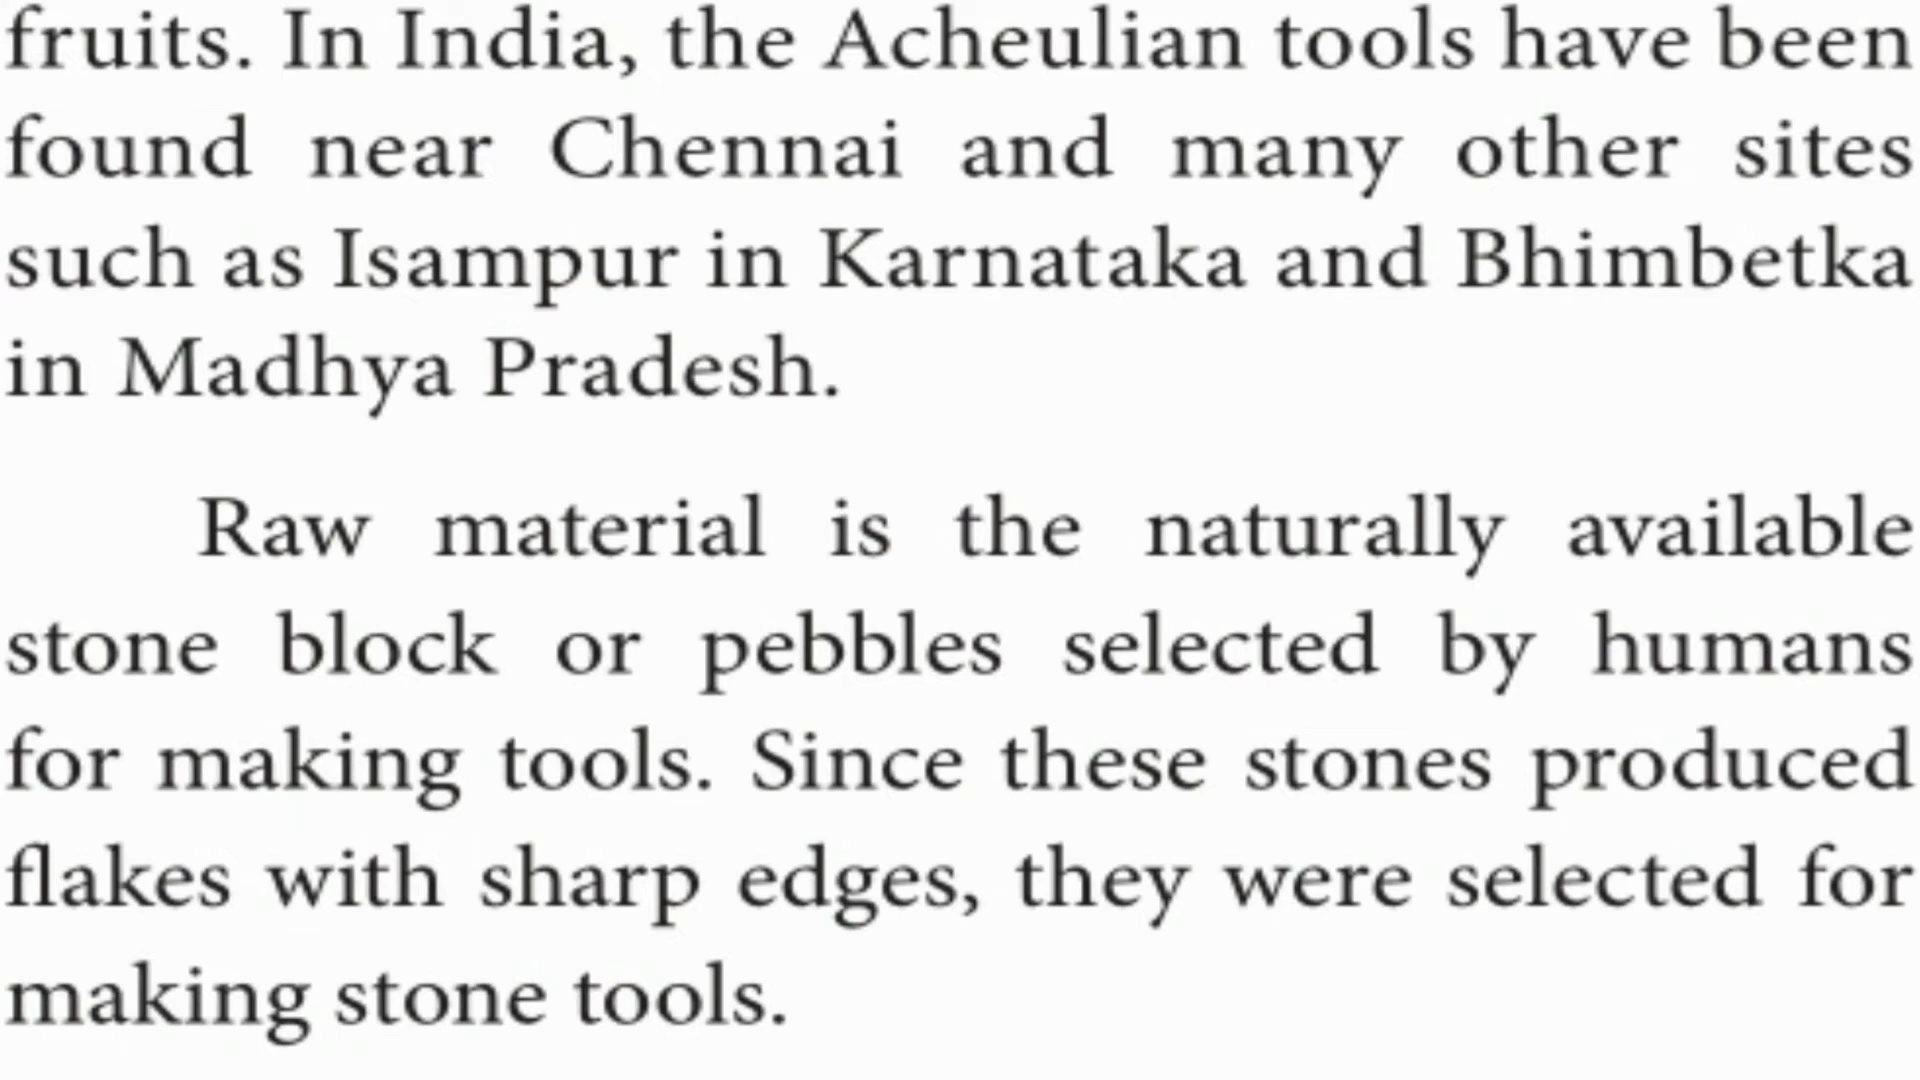 fruits. In India, the Acheulian tools have been
found near Chennai and many other sites
such as Isampur in Karnataka and Bhimbetka
in Madhya Pradesh.
Raw material is the naturally available
stone block or pebbles selected by humans
for making tools. Since these stones produced
flakes with sharp edges, they were selected for
making stone tools.